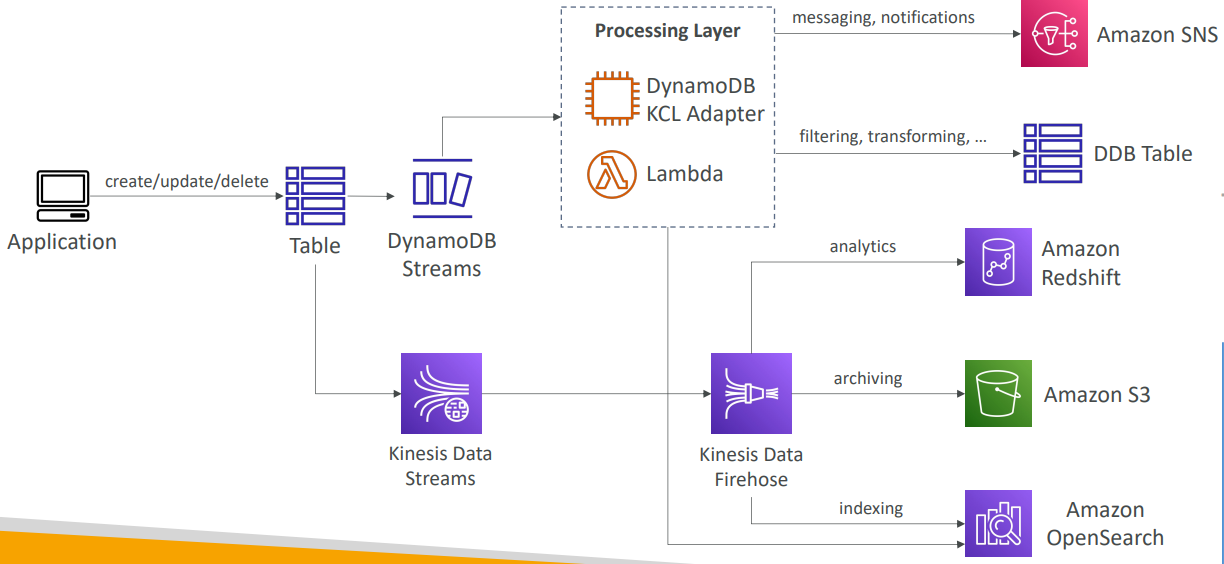 Processing Layer
DynamoDB
KCL Adapter
Lambda
messaging, notifications
Amazon SNS
filtering, transforming, ...
DDB Table
Application
create/update/delete
Table
DynamoDB
Streams
analytics
Amazon
Redshift
Kinesis Data
Streams
Kinesis Data
Firehose
archiving
Amazon S3
indexing
Amazon
OpenSearch